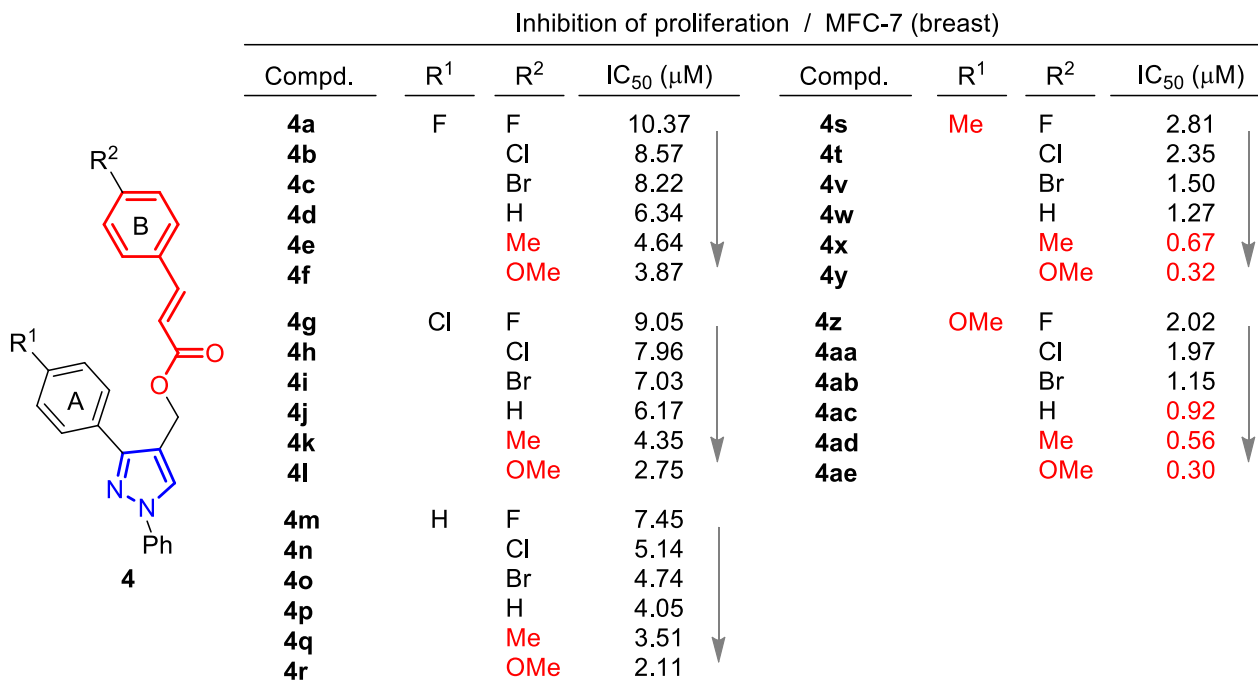 Inhibition of proliferation / MFC-7 (breast)
Compd. R¹ R² IC₅₀ (μM) Compd. R¹ R² IC₅₀ (μM)
4a F F 10.37 4s Me F 2.81
4b Cl 8.57 4t Cl 2.35
4c Br 8.22 4v Br 1.50
4d H 6.34 4w H 1.27
4e Me 4.64 4x Me 0.67
4f OMe 3.87 4y OMe 0.32
4g Cl F 9.05 4z OMe F 2.02
4h Cl 7.96 4aa Cl 1.97
4i Br 7.03 4ab Br 1.15
4j H 6.17 4ac H 0.92
4k Me 4.35 4ad Me 0.56
4l OMe 2.75 4ae OMe 0.30
4m H F 7.45
4n Cl 5.14
4o Br 4.74
4p H 4.05
4q Me 3.51
4r OMe 2.11
R²
B
R¹
O
O
A
N
N
Ph
4